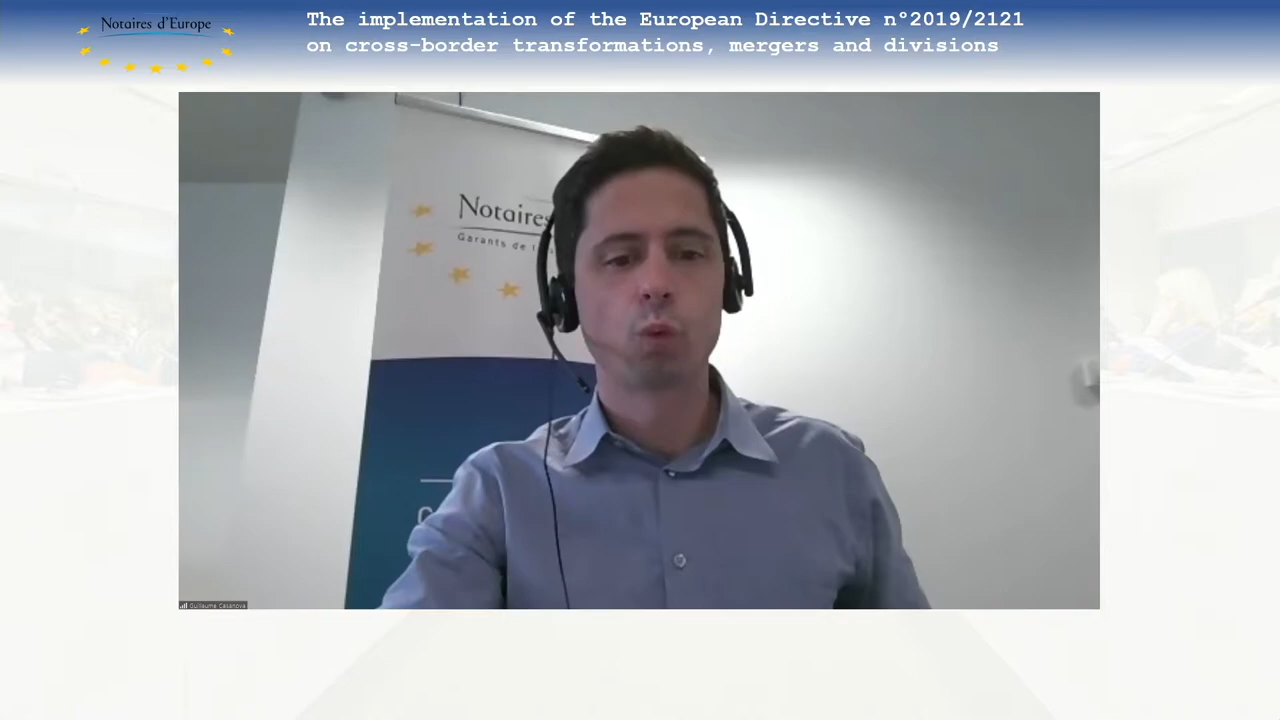 Notaires d'Europe
The implementation of the European Directive n°2019/2121
on cross-border transformations, mergers and divisions
Notaires
Garants de
Guillaume Casanova